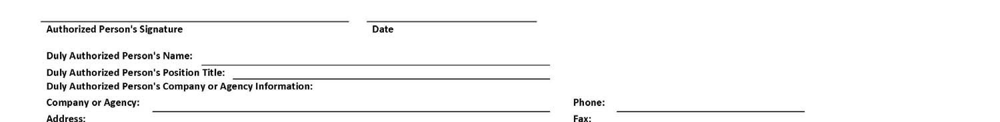 Authorized Person's Signature Date
Duly Authorized Person's Name:
Duly Authorized Person's Position Title:
Duly Authorized Person's Company or Agency Information:
Company or Agency: Phone:
Address: Fax: